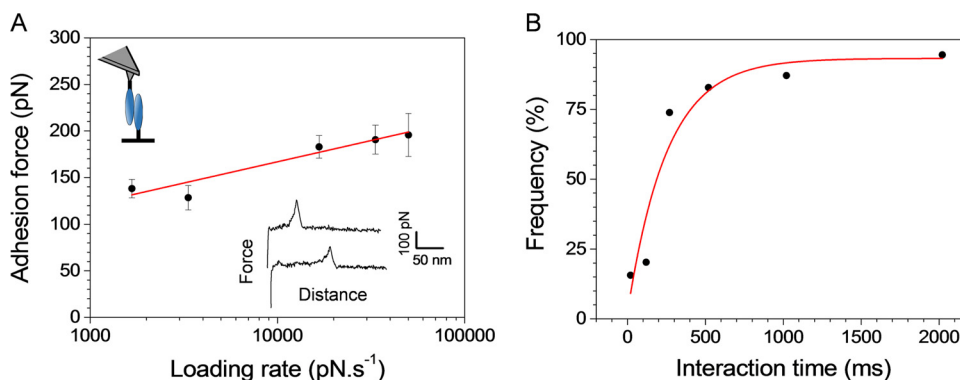 A
Adhesion force (pN)
300
250
200
150
100
50
0
1000
10000
100000
Loading rate (pN.s⁻¹)
Force
Distance
100 pN
50 nm
B
Frequency (%)
100
75
50
25
0
0
500
1000
1500
2000
Interaction time (ms)